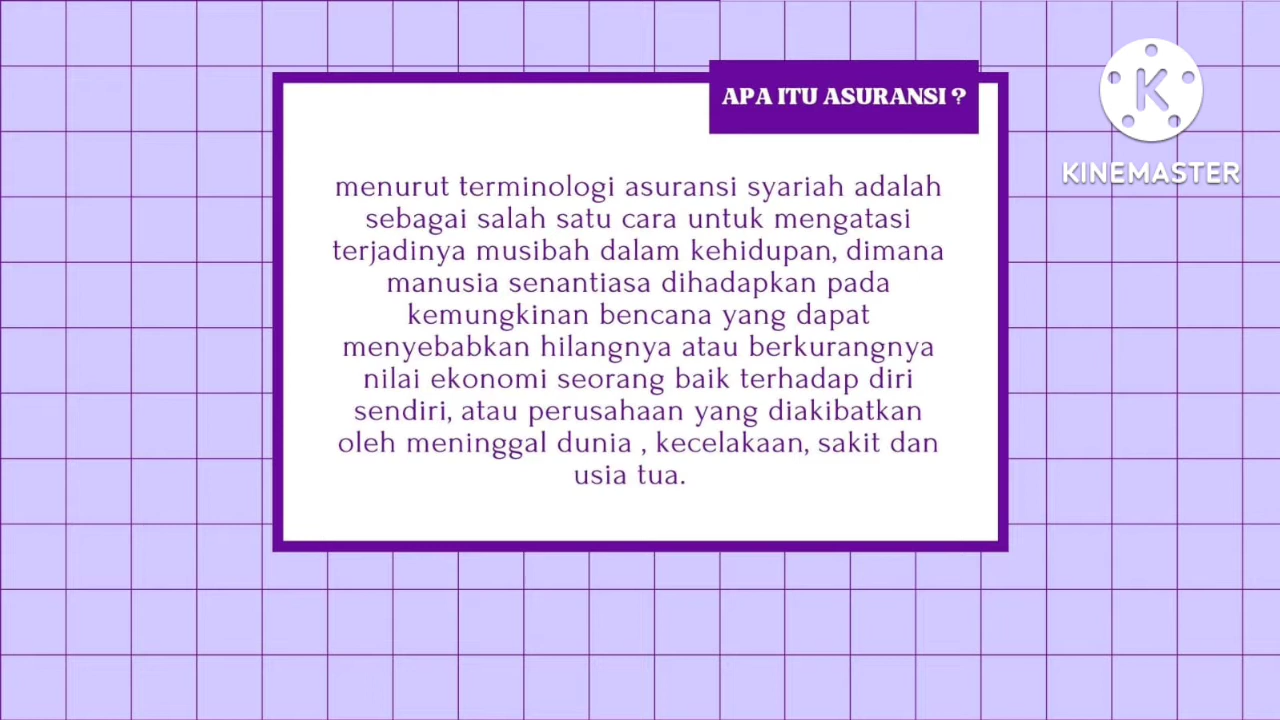 APA ITU ASURANSI ?
KINEMASTER
menurut terminologi asuransi syariah adalah
sebagai salah satu cara untuk mengatasi
terjadinya musibah dalam kehidupan, dimana
manusia senantiasa dihadapkan pada
kemungkinan bencana yang dapat
menyebabkan hilangnya atau berkurangnya
nilai ekonomi seorang baik terhadap diri
sendiri, atau perusahaan yang diakibatkan
oleh meninggal dunia , kecelakaan, sakit dan
usia tua.